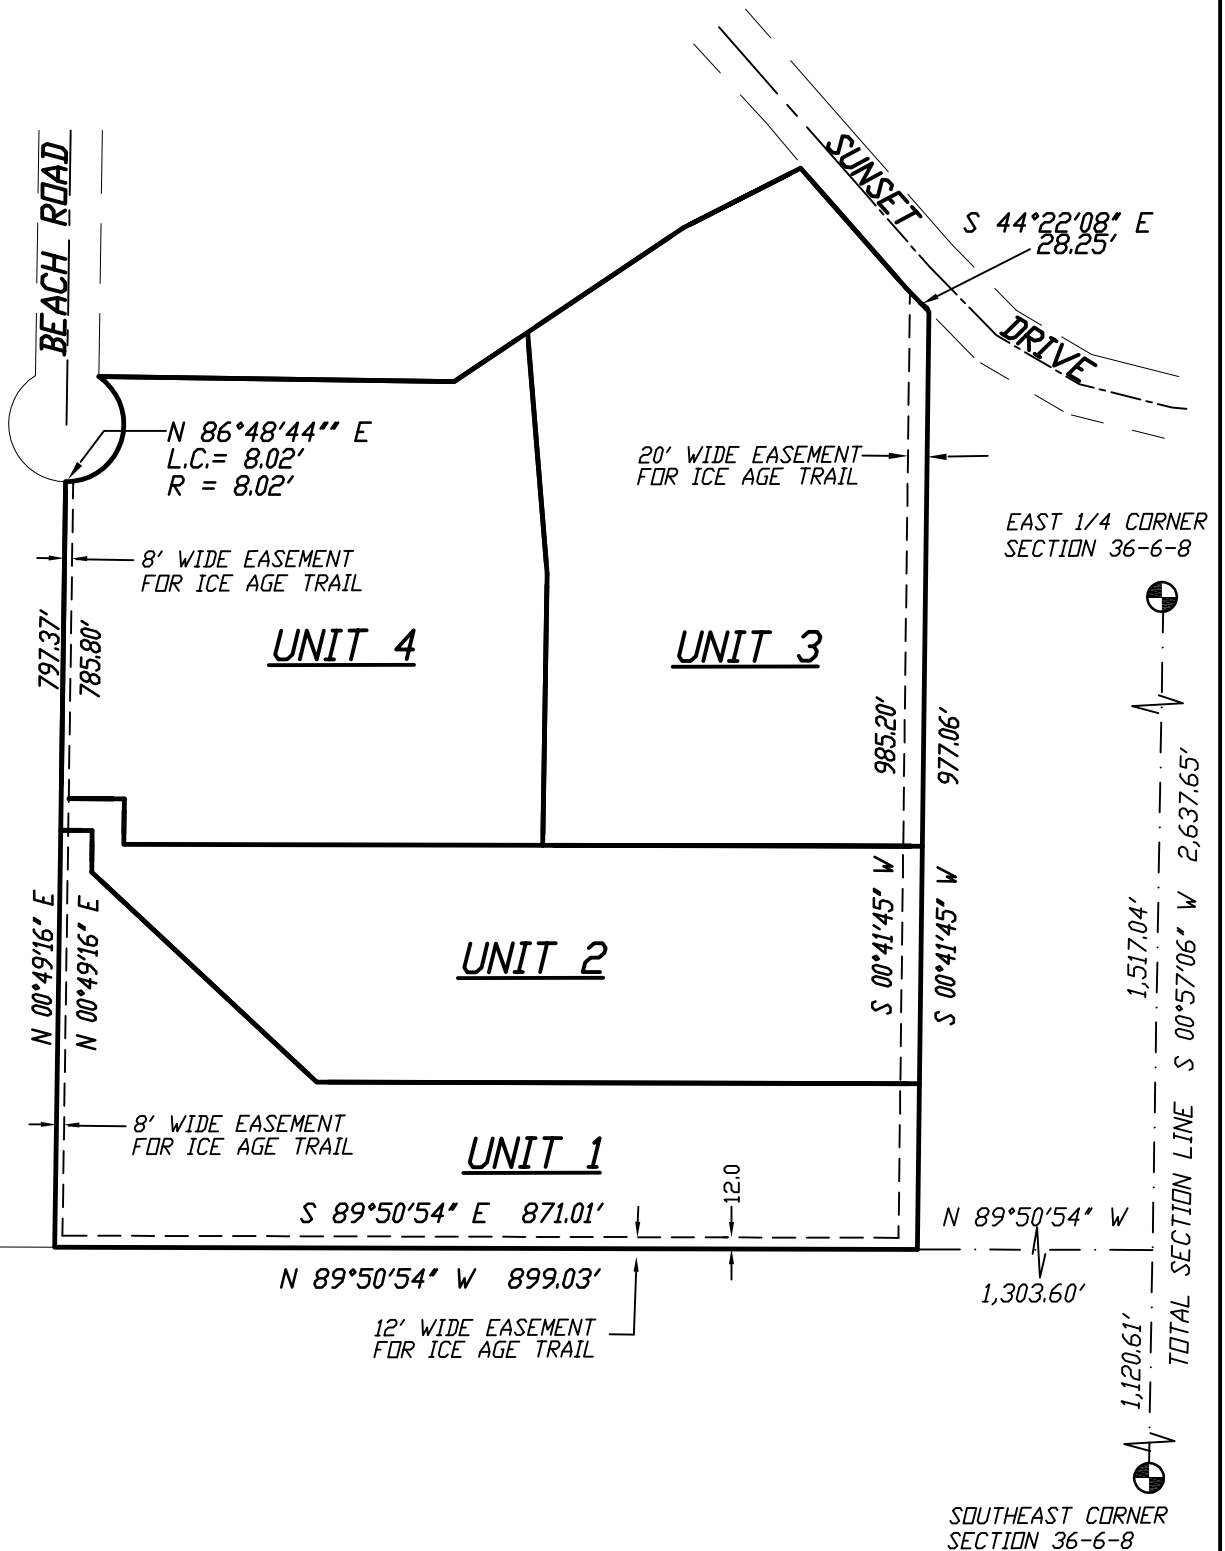 BEACH ROAD
SUNSET
DRIVE
S 44°22'08" E
28.25'
N 86°48'44"" E
L.C.= 8.02'
R = 8.02'
20' WIDE EASEMENT
FOR ICE AGE TRAIL
EAST 1/4 CORNER
SECTION 36-6-8
8' WIDE EASEMENT
FOR ICE AGE TRAIL
797.37'
785.80'
UNIT 4
UNIT 3
985.20'
977.06'
N 00°49'16" E
N 00°49'16" E
S 00°41'45" W
S 00°41'45" W
UNIT 2
1,517.04'
TOTAL SECTION LINE S 00°57'06" W 2,637.65'
8' WIDE EASEMENT
FOR ICE AGE TRAIL
UNIT 1
12.0
S 89°50'54" E 871.01'
N 89°50'54" W
N 89°50'54" W 899.03'
1,303.60'
12' WIDE EASEMENT
FOR ICE AGE TRAIL
1,120.61'
SOUTHEAST CORNER
SECTION 36-6-8